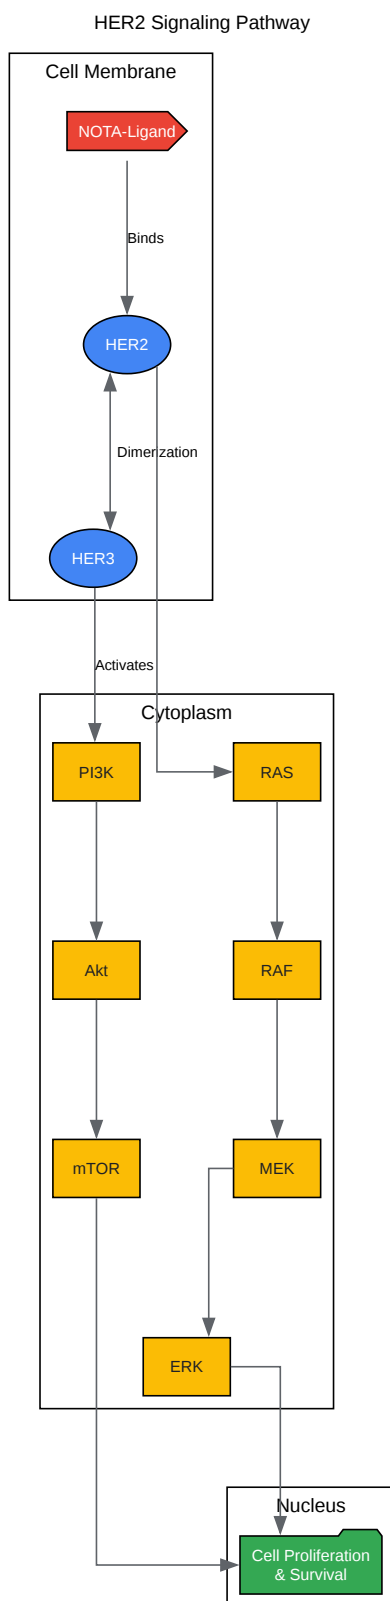 HER2 Signaling Pathway
Cell Membrane
NOTA-Ligand
Binds
HER2
Dimerization
HER3
Activates
Cytoplasm
PI3K
RAS
Akt
RAF
mTOR
MEK
ERK
Nucleus
Cell Proliferation
& Survival